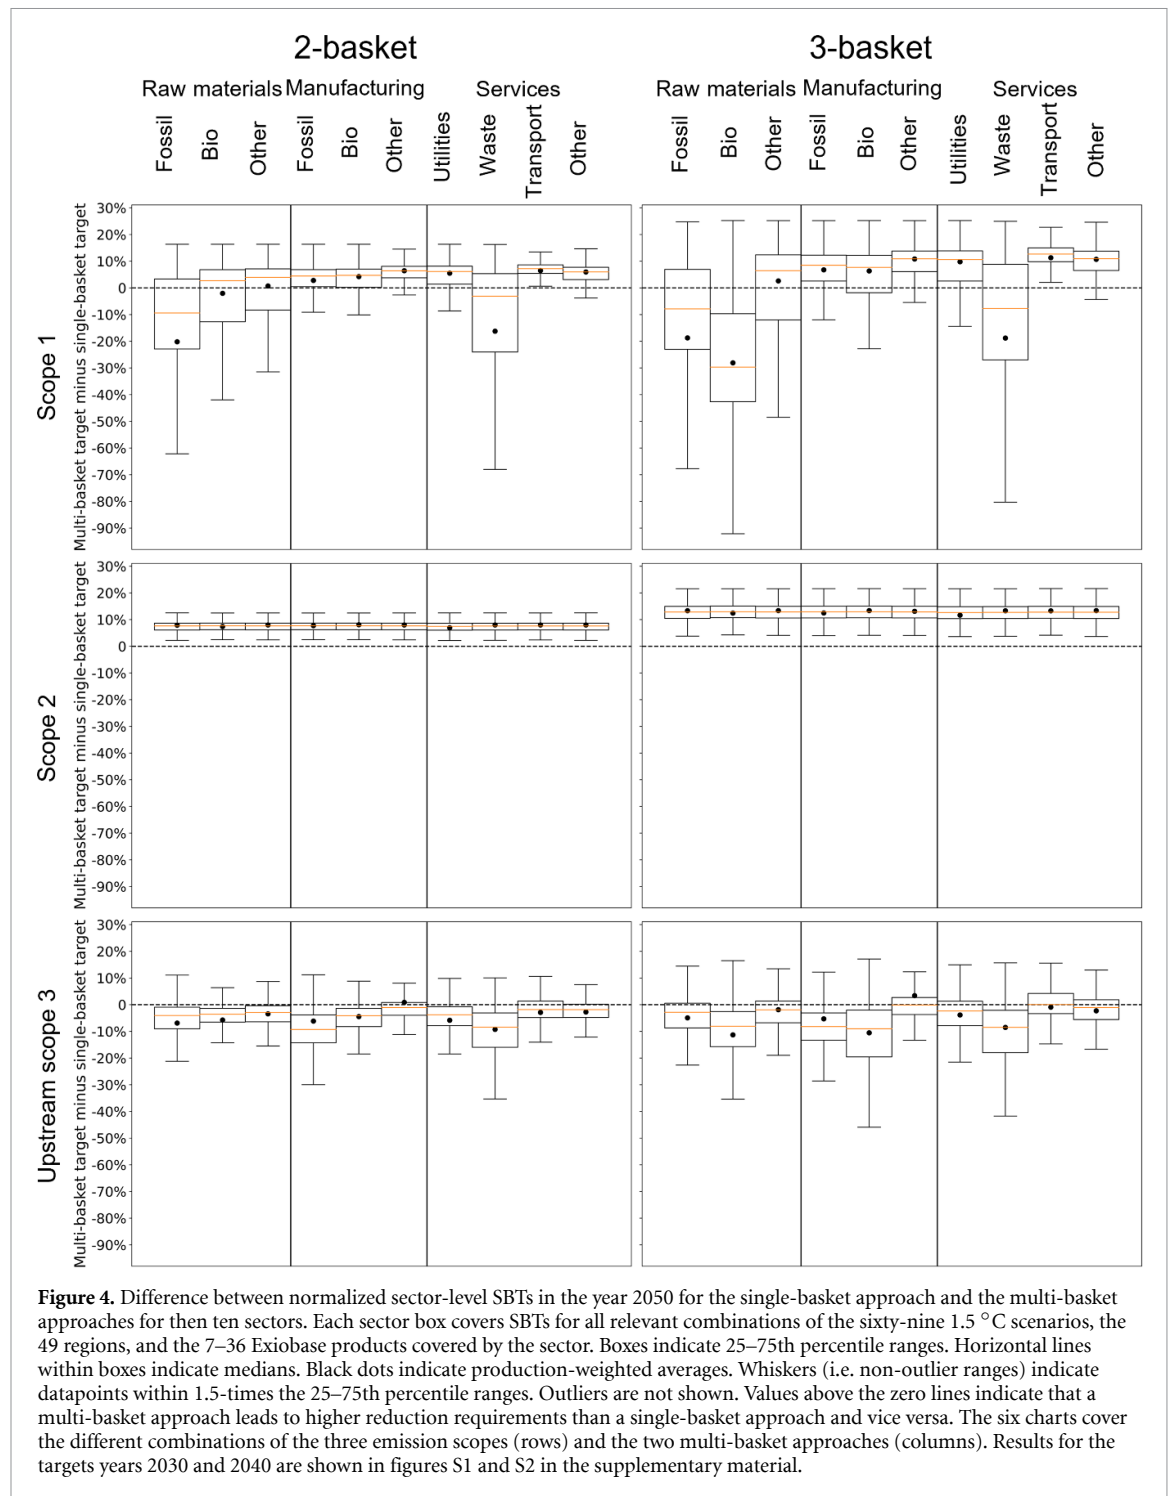 2-basket
3-basket
Raw materials Manufacturing Services
Raw materials Manufacturing Services
Fossil Bio Other Fossil Bio Other Utilities Waste Transport Other
Fossil Bio Other Fossil Bio Other Utilities Waste Transport Other
Scope 1
Multi-basket target minus single-basket target
30%
20%
10%
0
-10%
-20%
-30%
-40%
-50%
-60%
-70%
-80%
-90%
Scope 2
Multi-basket target minus single-basket target
30%
20%
10%
0
-10%
-20%
-30%
-40%
-50%
-60%
-70%
-80%
-90%
Upstream scope 3
Multi-basket target minus single-basket target
30%
20%
10%
0
-10%
-20%
-30%
-40%
-50%
-60%
-70%
-80%
-90%
Figure 4. Difference between normalized sector-level SBTs in the year 2050 for the single-basket approach and the multi-basket
approaches for then ten sectors. Each sector box covers SBTs for all relevant combinations of the sixty-nine 1.5 °C scenarios, the
49 regions, and the 7–36 Exiobase products covered by the sector. Boxes indicate 25–75th percentile ranges. Horizontal lines
within boxes indicate medians. Black dots indicate production-weighted averages. Whiskers (i.e. non-outlier ranges) indicate
datapoints within 1.5-times the 25–75th percentile ranges. Outliers are not shown. Values above the zero lines indicate that a
multi-basket approach leads to higher reduction requirements than a single-basket approach and vice versa. The six charts cover
the different combinations of the three emission scopes (rows) and the two multi-basket approaches (columns). Results for the
targets years 2030 and 2040 are shown in figures S1 and S2 in the supplementary material.